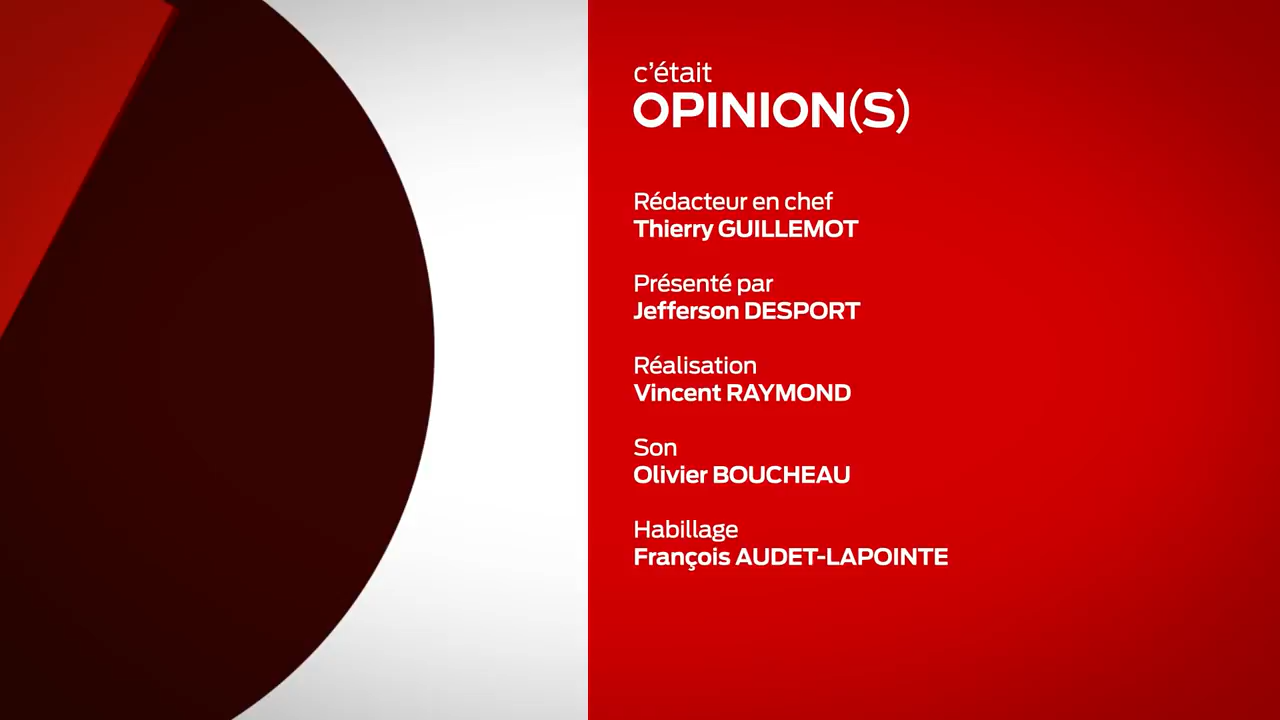 c’était
OPINION(S)
Rédacteur en chef
Thierry GUILLEMOT
Présenté par
Jefferson DESPORT
Réalisation
Vincent RAYMOND
Son
Olivier BOUCHEAU
Habillage
François AUDET-LAPOINTE